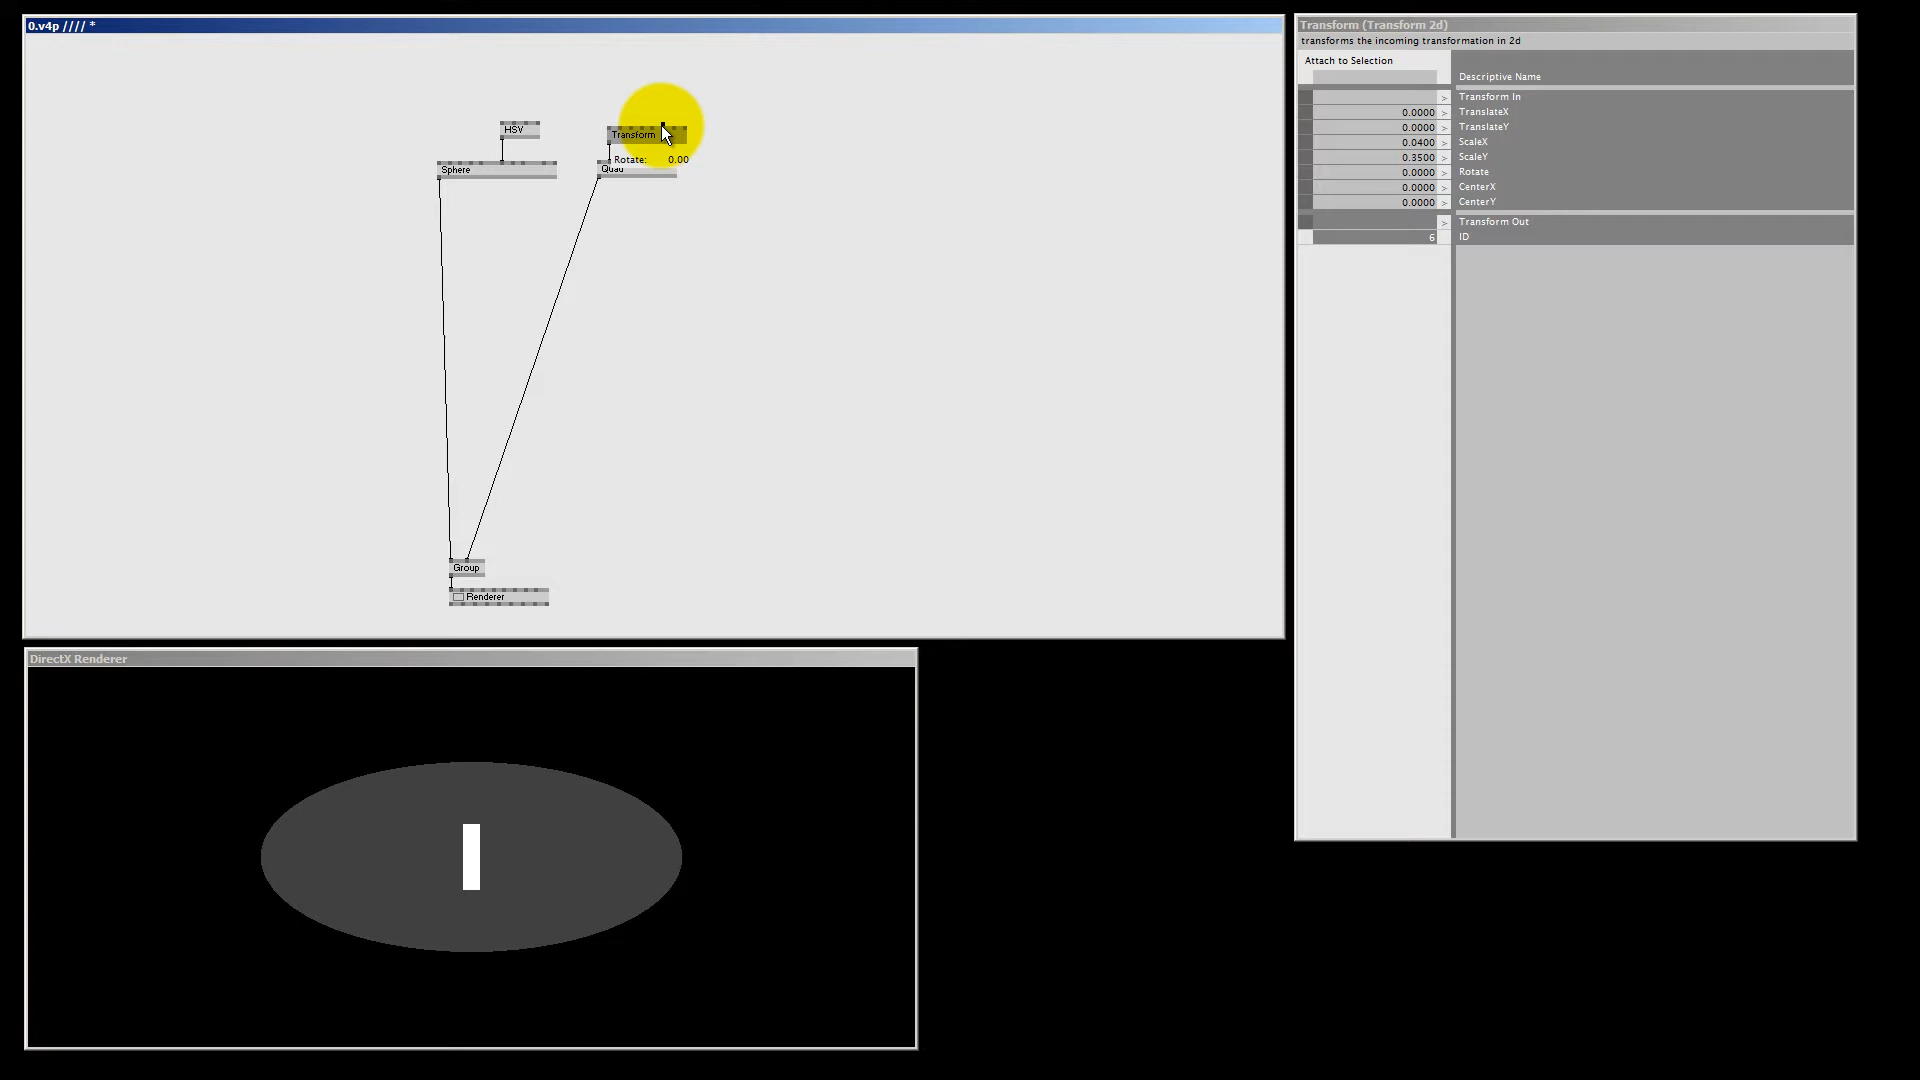 0.v4p //// *
HSV
Transform
Rotate: 0.00
Sphere
Quad
Group
Renderer
DirectX Renderer
Transform (Transform 2d)
transforms the incoming transformation in 2d
Attach to Selection
Descriptive Name
> Transform In
0.0000 > TranslateX
0.0000 > TranslateY
0.0400 > ScaleX
0.3500 > ScaleY
0.0000 > Rotate
0.0000 > CenterX
0.0000 > CenterY
> Transform Out
6 ID